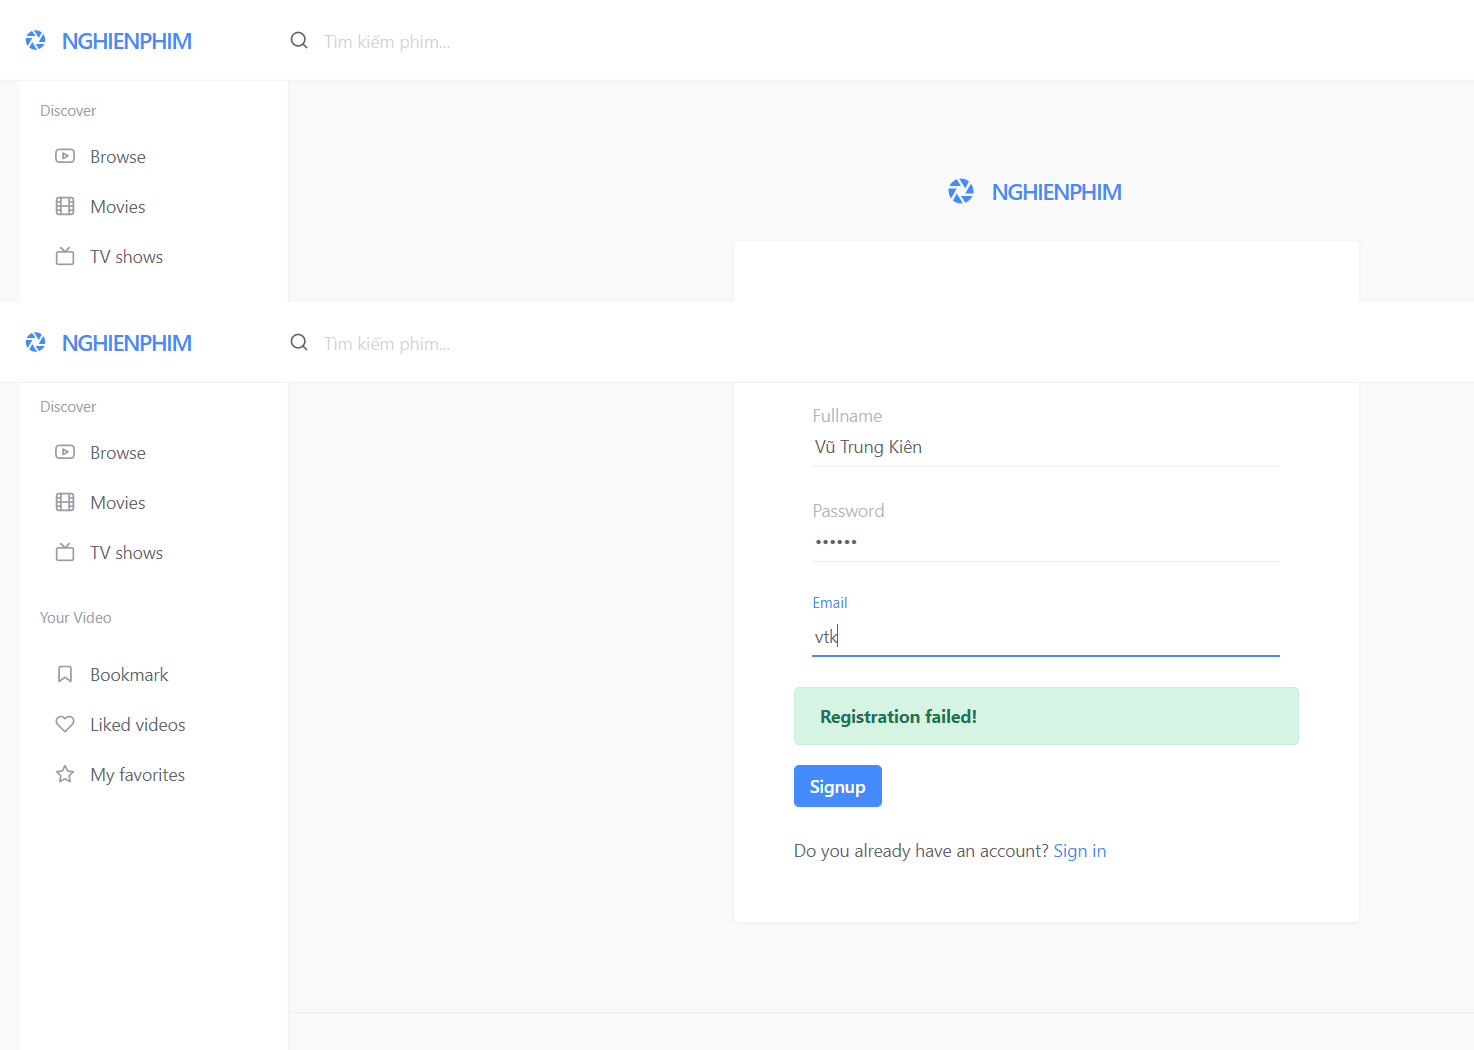 NGHIENPHIM
Tìm kiếm phim...
Discover
Browse
Movies
TV shows
NGHIENPHIM
NGHIENPHIM
Tìm kiếm phim...
Discover
Browse
Movies
TV shows
Your Video
Bookmark
Liked videos
My favorites
Fullname
Vũ Trung Kiên
Password
••••••
Email
vtk
Registration failed!
Signup
Do you already have an account? Sign in